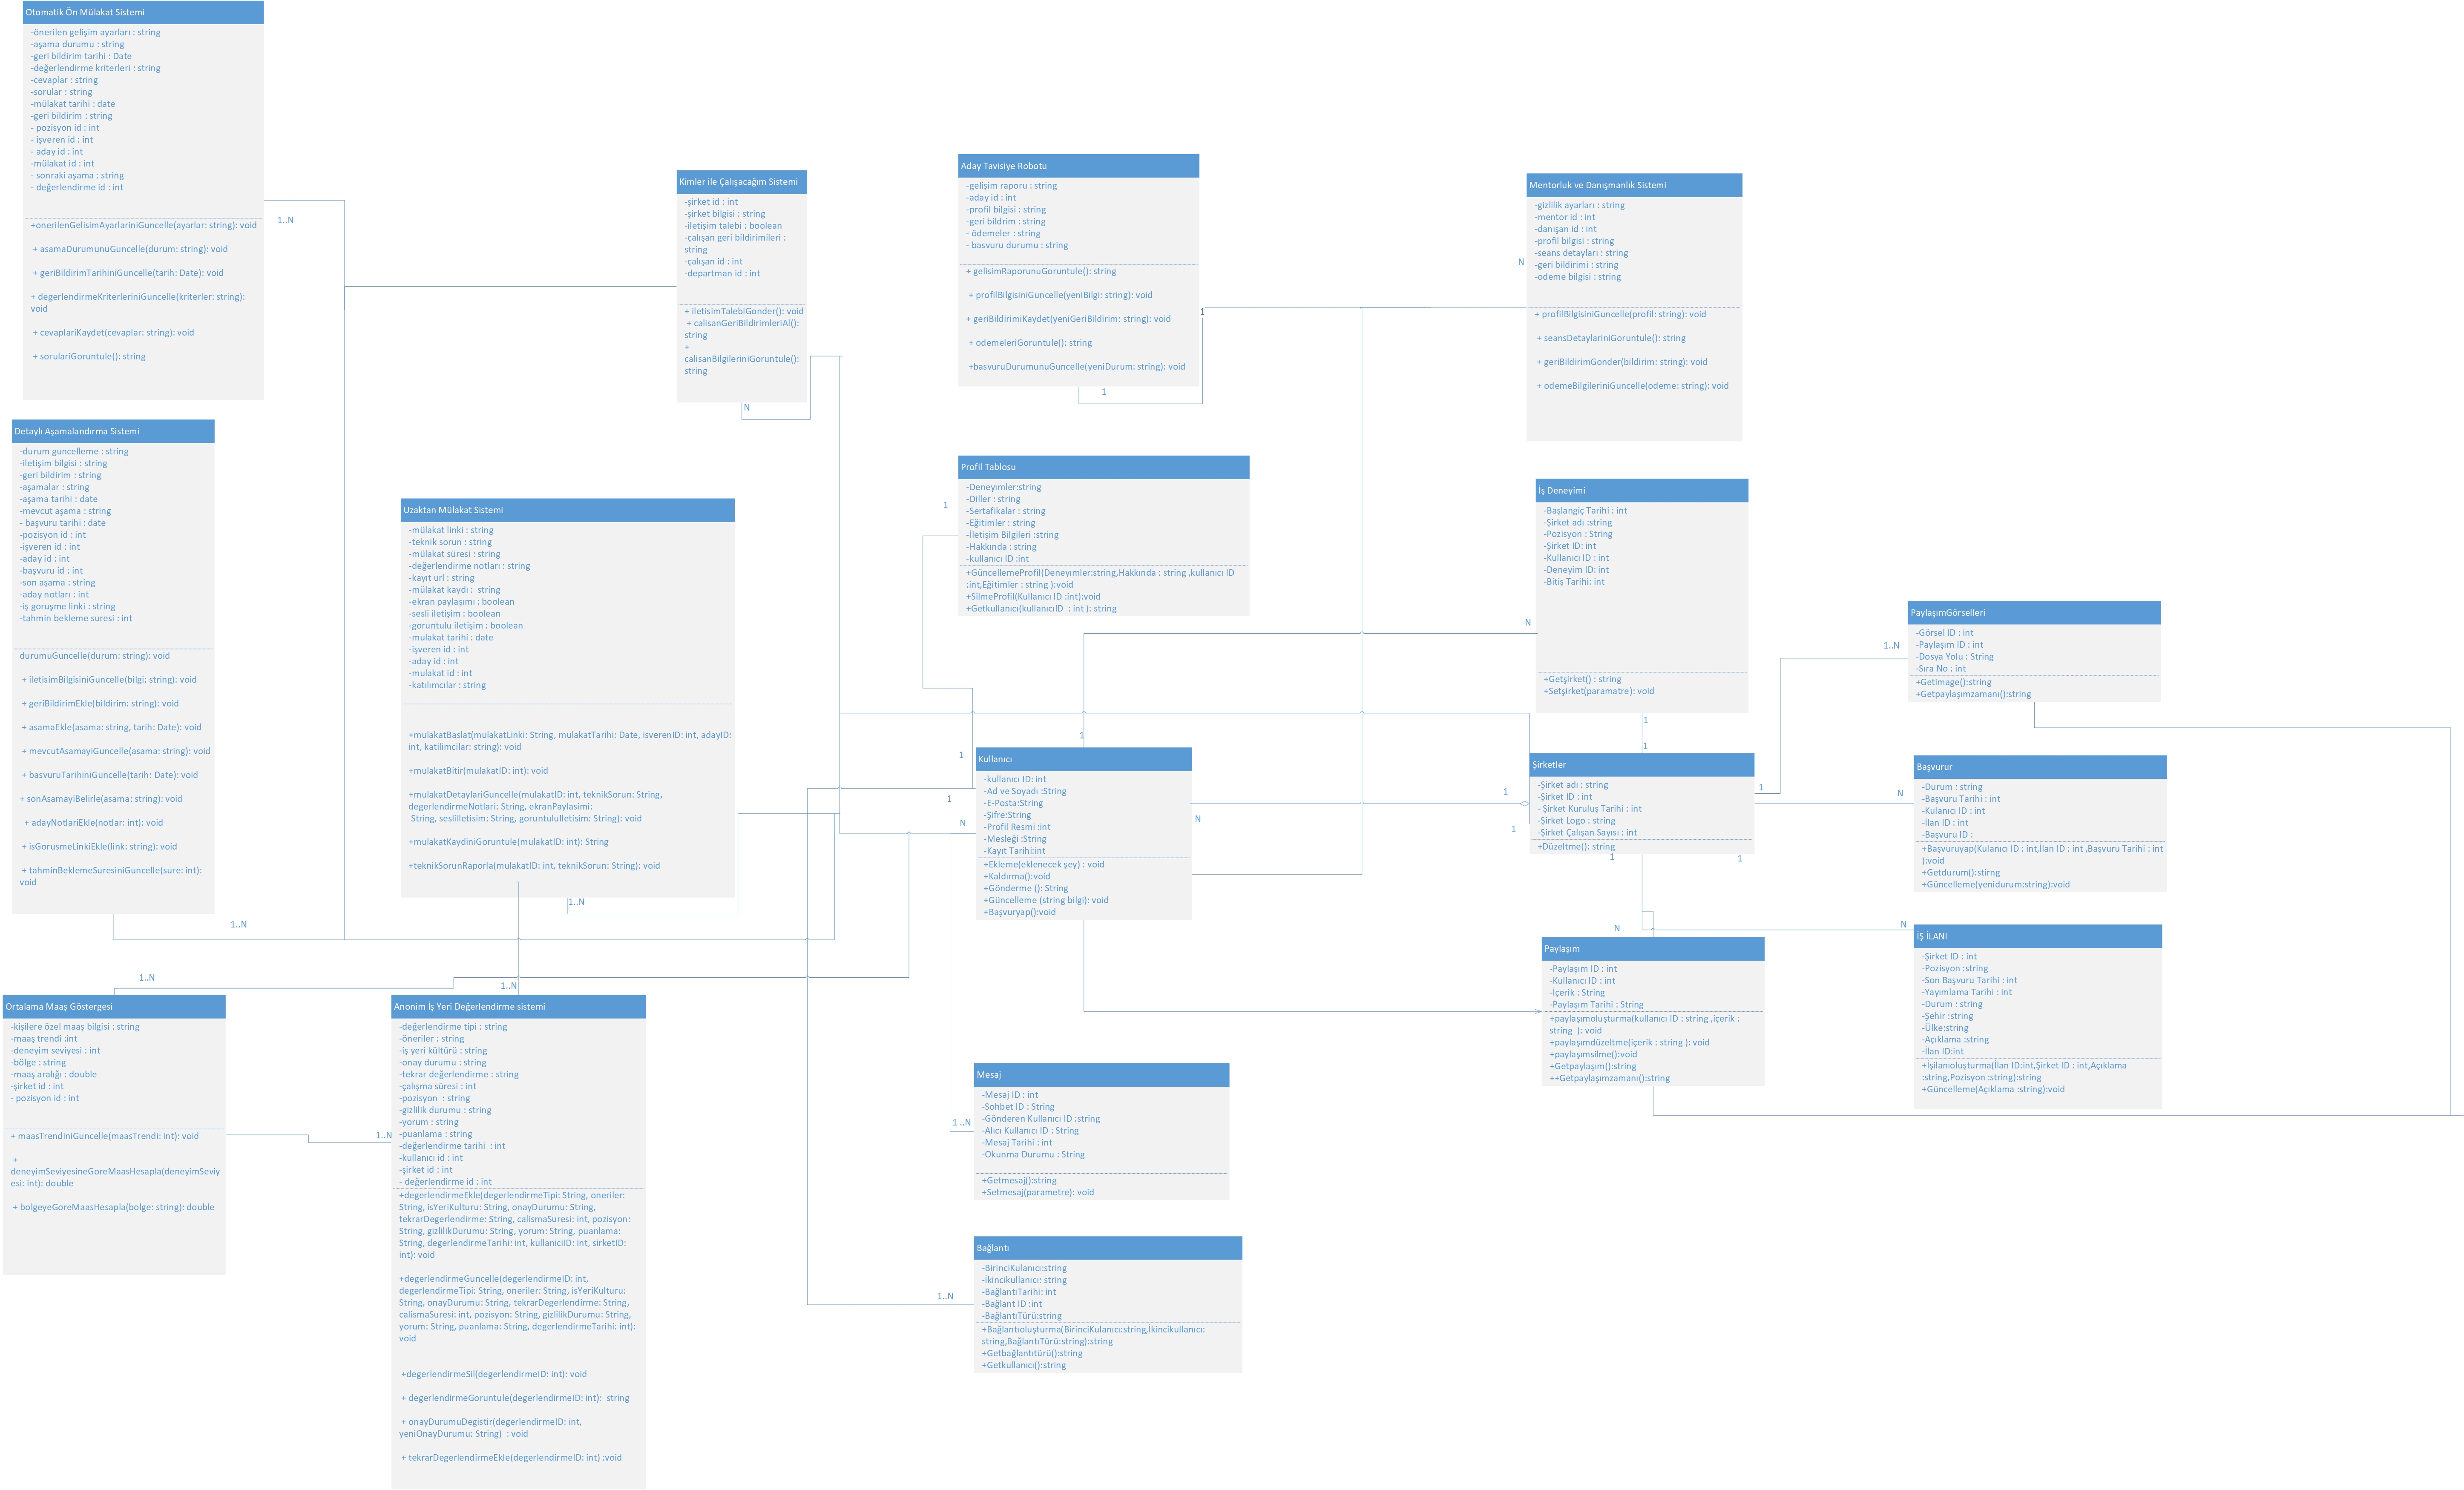 Otomatik Ön Mülakat Sistemi
-önerilen gelişim ayarları : string
-aşama durumu : string
-geri bildirim tarihi : Date
-değerlendirme kriterleri : string
-cevaplar : string
-sorular : string
-mülakat tarihi : date
-geri bildirim : string
- pozisyon id : int
- işveren id : int
- aday id : int
-mülakat id : int
- sonraki aşama : string
- değerlendirme id : int
+onerilenGelisimAyarlariniGuncelle(ayarlar: string): void
+ asamaDurumunuGuncelle(durum: string): void
+ geriBildirimTarihiniGuncelle(tarih: Date): void
+ degerlendirmeKriterleriniGuncelle(kriterler: string):
void
+ cevaplariKaydet(cevaplar: string): void
+ sorulariGoruntule(): string
1..N
Kimler ile Çalışacağım Sistemi
-şirket id : int
-şirket bilgisi : string
-iletişim talebi : boolean
-çalışan geri bildirimileri :
string
-çalışan id : int
-departman id : int
+ iletisimTalebiGonder(): void
+ calisanGeriBildirimleriAl():
string
+
calisanBilgileriniGoruntule():
string
N
Aday Tavisiye Robotu
-gelişim raporu : string
-aday id : int
-profil bilgisi : string
-geri bildrim : string
- ödemeler : string
- basvuru durumu : string
+ gelisimRaporunuGoruntule(): string
+ profilBilgisiniGuncelle(yeniBilgi: string): void
+ geriBildirimiKaydet(yeniGeriBildirim: string): void
+ odemeleriGoruntule(): string
+basvuruDurumunuGuncelle(yeniDurum: string): void
1
1
N
Mentorluk ve Danışmanlık Sistemi
-gizlilik ayarları : string
-mentor id : int
-danışan id : int
-profil bilgisi : string
-seans detayları : string
-geri bildirimi : string
-odeme bilgisi : string
+ profilBilgisiniGuncelle(profil: string): void
+ seansDetaylariniGoruntule(): string
+ geriBildirimGonder(bildirim: string): void
+ odemeBilgileriniGuncelle(odeme: string): void
Detaylı Aşamalandırma Sistemi
-durum guncelleme : string
-iletişim bilgisi : string
-geri bildirim : string
-aşamalar : string
-aşama tarihi : date
-mevcut aşama : string
- başvuru tarihi : date
-pozisyon id : int
-işveren id : int
-aday id : int
-başvuru id : int
-son aşama : string
-aday notları : int
-iş goruşme linki : string
-tahmin bekleme suresi : int
durumuGuncelle(durum: string): void
+ iletisimBilgisiniGuncelle(bilgi: string): void
+ geriBildirimEkle(bildirim: string): void
+ asamaEkle(asama: string, tarih: Date): void
+ mevcutAsamayiGuncelle(asama: string): void
+ basvuruTarihiniGuncelle(tarih: Date): void
+ sonAsamayiBelirle(asama: string): void
+ adayNotlariEkle(notlar: int): void
+ isGorusmeLinkiEkle(link: string): void
+ tahminBeklemeSuresiniGuncelle(sure: int):
void
1..N
Uzaktan Mülakat Sistemi
-mülakat linki : string
-teknik sorun : string
-mülakat süresi : string
-değerlendirme notları : string
-kayıt url : string
-mülakat kaydı :  string
-ekran paylaşımı : boolean
-sesli iletişim : boolean
-goruntulu iletişim : boolean
-mulakat tarihi : date
-işveren id : int
-aday id : int
-mulakat id : int
-katılımcılar : string
+mulakatBaslat(mulakatLinki: String, mulakatTarihi: Date, isverenID: int, adayID:
int, katilimcilar: string): void
+mulakatBitir(mulakatID: int): void
+mulakatDetaylariGuncelle(mulakatID: int, teknikSorun: String,
degerlendirmeNotlari: String, ekranPaylasimi:
String, sesliIletisim: String, goruntuluIletisim: String): void
+mulakatKaydiniGoruntule(mulakatID: int): String
+teknikSorunRaporla(mulakatID: int, teknikSorun: String): void
1..N
Profil Tablosu
-Deneyımler:string
-Diller : string
-Sertafikalar : string
-Eğitimler : string
-İletişim Bilgileri :string
-Hakkında : string
-kullanıcı ID :int
+GüncellemeProfil(Deneyımler:string,Hakkında : string ,kullanıcı ID
:int,Eğitimler : string ):void
+SilmeProfil(Kullanıcı ID :int):void
+Getkullanıcı(kullanıcıID  : int ): string
1
İş Deneyimi
-Başlangıç Tarihi : int
-Şirket adı :string
-Pozisyon : String
-Şirket ID: int
-Kullanıcı ID : int
-Deneyim ID: int
-Bitiş Tarihi: int
+Getşirket() : string
+Setşirket(paramatre): void
N
1
1
PaylaşımGörselleri
-Görsel ID : int
-Paylaşım ID : int
-Dosya Yolu : String
-Sıra No : int
+Getimage():string
+Getpaylaşımzamanı():string
1..N
Kullanıcı
-kullanıcı ID: int
-Ad ve Soyadı :String
-E-Posta:String
-Şifre:String
-Profil Resmi :int
-Mesleği :String
-Kayıt Tarihi:int
+Ekleme(eklenecek şey) : void
+Kaldırma():void
+Gönderme (): String
+Güncelleme (string bilgi): void
+Başvuryap():void
1
1
1
N
N
Şirketler
-Şirket adı : string
-Şirket ID : int
- Şirket Kuruluş Tarihi : int
-Şirket Logo : string
-Şirket Çalışan Sayısı : int
+Düzeltme(): string
1
1
1
1
1
Başvurur
-Durum : string
-Başvuru Tarihi : int
-Kulanıcı ID : int
-İlan ID : int
-Başvuru ID :
+Başvuruyap(Kulanıcı ID : int,İlan ID : int ,Başvuru Tarihi : int
):void
+Getdurum():stirng
+Güncelleme(yenidurum:string):void
N
Paylaşım
-Paylaşım ID : int
-Kullanıcı ID : int
-İçerik : String
-Paylaşım Tarihi : String
+paylaşımoluşturma(kullanıcı ID : string ,içerik :
string  ): void
+paylaşımdüzeltme(içerik : string ): void
+paylaşımsilme():void
+Getpaylaşım():string
++Getpaylaşımzamanı():string
N
İŞ İLANI
-Şirket ID : int
-Pozisyon :string
-Son Başvuru Tarihi : int
-Yayımlama Tarihi : int
-Durum : string
-Şehir :string
-Ülke:string
-Açıklama :string
-İlan ID:int
+İşilanıoluşturma(İlan ID:int,Şirket ID : int,Açıklama
:string,Pozisyon :string):string
+Güncelleme(Açıklama :string):void
N
Ortalama Maaş Göstergesi
-kişilere özel maaş bilgisi : string
-maaş trendi :int
-deneyim seviyesi : int
-bölge : string
-maaş aralığı : double
-şirket id : int
- pozisyon id : int
+ maasTrendiniGuncelle(maasTrendi: int): void
+
deneyimSeviyesineGoreMaasHesapla(deneyimSeviy
esi: int): double
+ bolgeyeGoreMaasHesapla(bolge: string): double
1..N
1..N
Anonim İş Yeri Değerlendirme sistemi
-değerlendirme tipi : string
-öneriler : string
-iş yeri kültürü : string
-onay durumu : string
-tekrar değerlendirme : string
-çalışma süresi : int
-pozisyon  : string
-gizlilik durumu : string
-yorum : string
-puanlama : string
-değerlendirme tarihi  : int
-kullanıcı id : int
-şirket id : int
- değerlendirme id : int
+degerlendirmeEkle(degerlendirmeTipi: String, oneriler:
String, isYeriKulturu: String, onayDurumu: String,
tekrarDegerlendirme: String, calismaSuresi: int, pozisyon:
String, gizlilikDurumu: String, yorum: String, puanlama:
String, degerlendirmeTarihi: int, kullaniciID: int, sirketID:
int): void
+degerlendirmeGuncelle(degerlendirmeID: int,
degerlendirmeTipi: String, oneriler: String, isYeriKulturu:
String, onayDurumu: String, tekrarDegerlendirme: String,
calismaSuresi: int, pozisyon: String, gizlilikDurumu: String,
yorum: String, puanlama: String, degerlendirmeTarihi: int):
void
+degerlendirmeSil(degerlendirmeID: int): void
+ degerlendirmeGoruntule(degerlendirmeID: int):  string
+ onayDurumuDegistir(degerlendirmeID: int,
yeniOnayDurumu: String)  : void
+ tekrarDegerlendirmeEkle(degerlendirmeID: int) :void
1..N
Mesaj
-Mesaj ID : int
-Sohbet ID : String
-Gönderen Kullanıcı ID :string
-Alıcı Kullanıcı ID : String
-Mesaj Tarihi : int
-Okunma Durumu : String
+Getmesaj():string
+Setmesaj(parametre): void
1 ..N
Bağlantı
-BirinciKulanıcı:string
-İkincikullanıcı: string
-BağlantıTarihi: int
-Bağlant ID :int
-BağlantıTürü:string
+Bağlantıoluşturma(BirinciKulanıcı:string,İkincikullanıcı:
string,BağlantıTürü:string):string
+Getbağlantıtürü():string
+Getkullanıcı():string
1..N